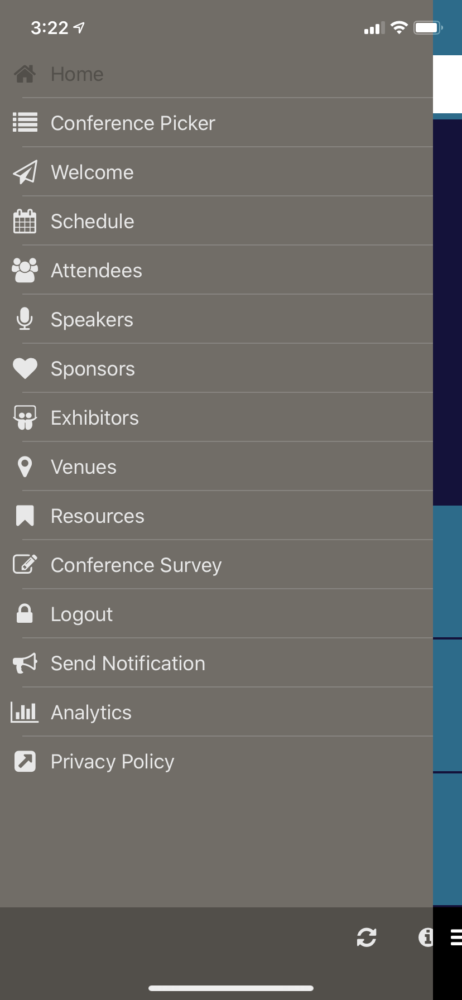 3:22
Home
Conference Picker
Welcome
Schedule
Attendees
Speakers
Sponsors
Exhibitors
Venues
Resources
Conference Survey
Logout
Send Notification
Analytics
Privacy Policy